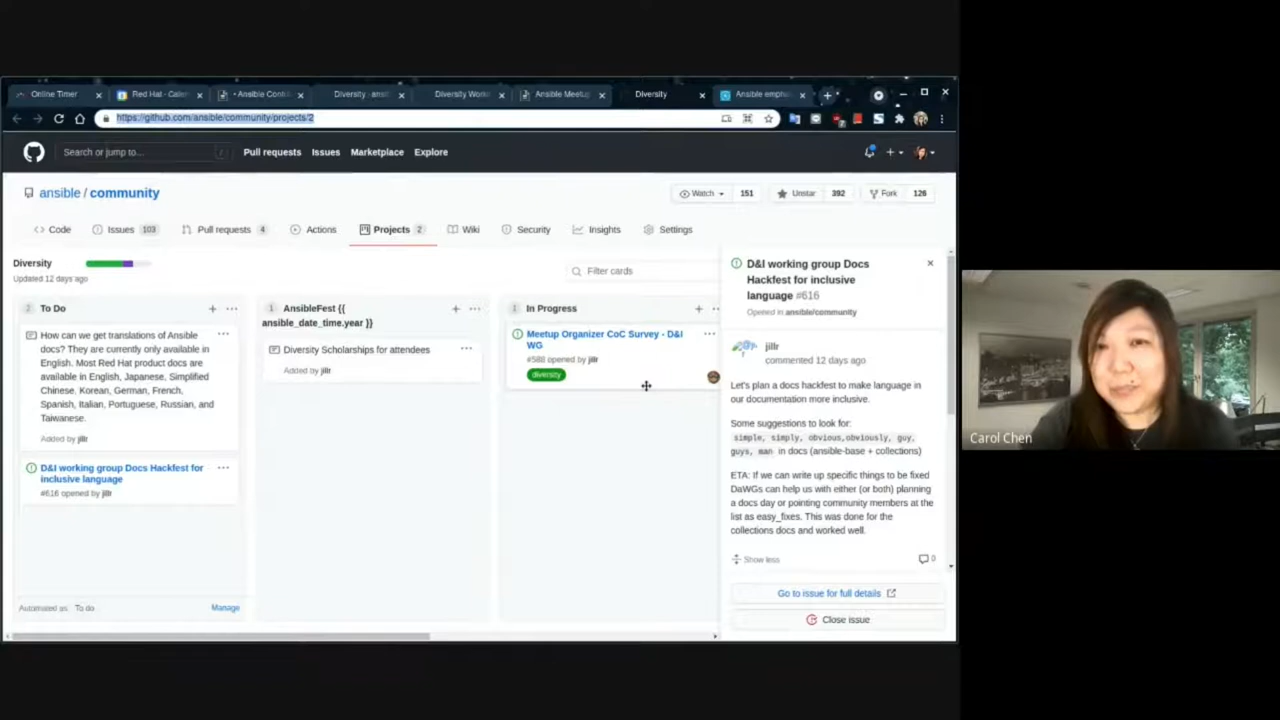 Online Timer
Red Hat - Calen
• Ansible Contri
Diversity · ansi
Diversity Worki
Ansible Meetup
Diversity
Ansible empha
https://github.com/ansible/community/projects/2
Search or jump to...
/
Pull requests
Issues
Marketplace
Explore
ansible / community
Watch
151
Unstar
392
Fork
126
Code
Issues 103
Pull requests 4
Actions
Projects 2
Wiki
Security
Insights
Settings
Diversity
Updated 12 days ago
Filter cards
2 To Do
How can we get translations of Ansible
docs? They are currently only available in
English. Most Red Hat product docs are
available in English, Japanese, Simplified
Chinese, Korean, German, French,
Spanish, Italian, Portuguese, Russian, and
Taiwanese.
Added by jillr
D&I working group Docs Hackfest for
inclusive language
#616 opened by jillr
Automated as To do
Manage
1 AnsibleFest {{
ansible_date_time.year }}
Diversity Scholarships for attendees
Added by jillr
In Progress
Meetup Organizer CoC Survey - D&I
WG
#588 opened by jillr
diversity
D&I working group Docs
Hackfest for inclusive
language #616
Opened in ansible/community
jillr
commented 12 days ago
Let's plan a docs hackfest to make language in
our documentation more inclusive.
Some suggestions to look for:
simple, simply, obvious,obviously, guy,
guys, man in docs (ansible-base + collections)
ETA: If we can write up specific things to be fixed
DaWGs can help us with either (or both) planning
a docs day or pointing community members at the
list as easy_fixes. This was done for the
collections docs and worked well.
Show less
0
Go to issue for full details
Close issue
Carol Chen